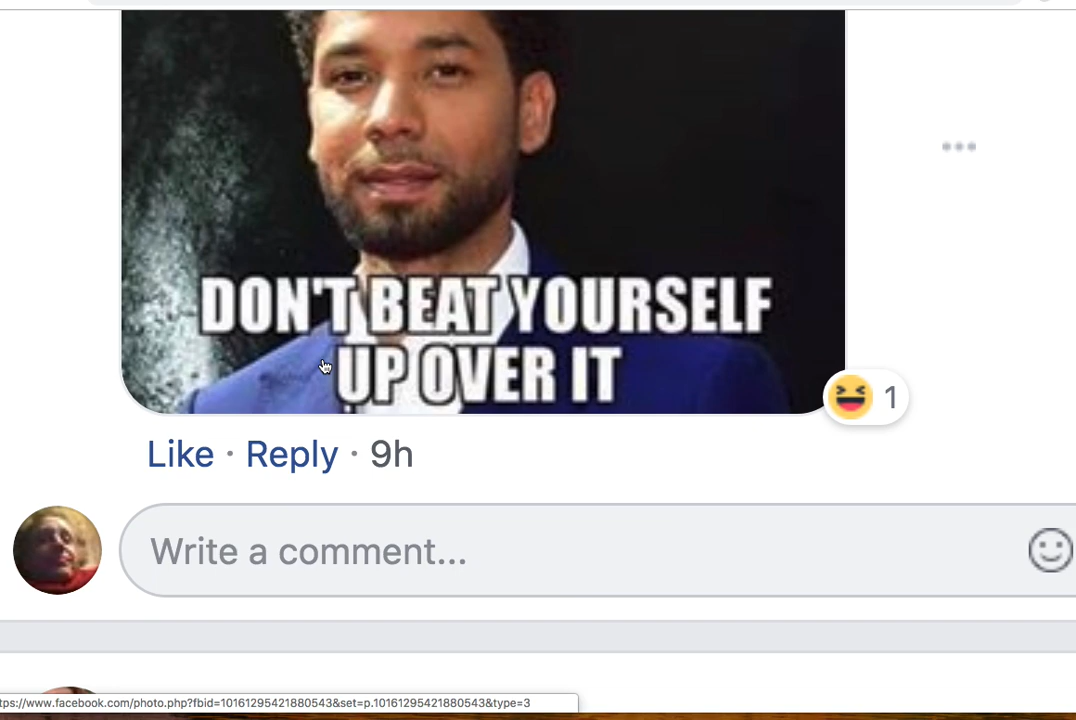 DON'T BEAT YOURSELF
UP OVER IT
1
Like · Reply · 9h
Write a comment...
tps://www.facebook.com/photo.php?fbid=10161295421880543&set=p.10161295421880543&type=3